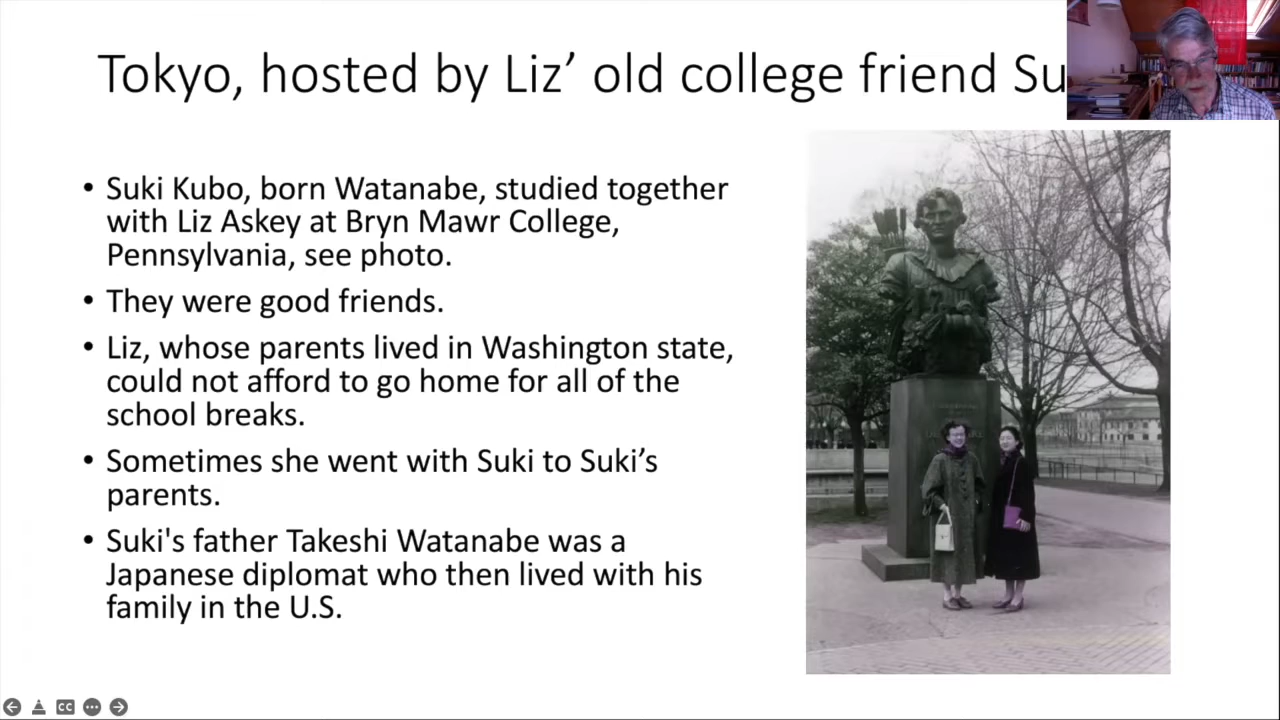 Tokyo, hosted by Liz’ old college friend Su
• Suki Kubo, born Watanabe, studied together
with Liz Askey at Bryn Mawr College,
Pennsylvania, see photo.
• They were good friends.
• Liz, whose parents lived in Washington state,
could not afford to go home for all of the
school breaks.
• Sometimes she went with Suki to Suki’s
parents.
• Suki's father Takeshi Watanabe was a
Japanese diplomat who then lived with his
family in the U.S.
CC